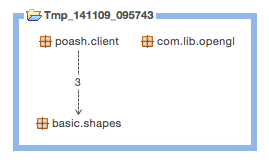 Tmp_141109_095743
poash.client com.lib.opengl
3
basic.shapes